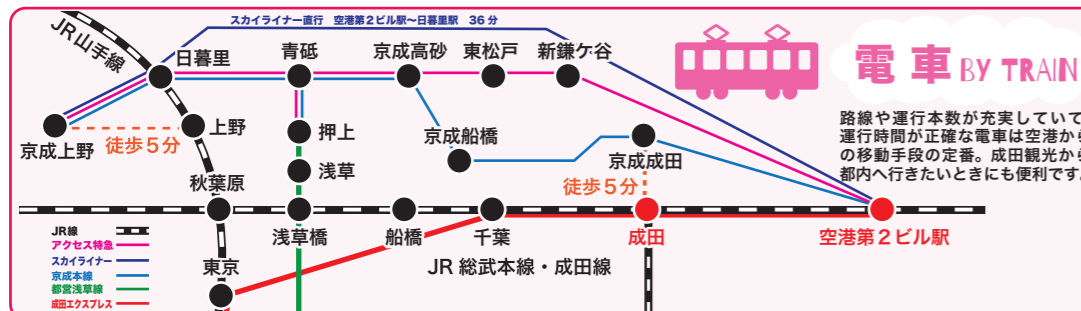 スカイライナー直行 空港第2ビル駅〜日暮里駅 36分
JR山手線
日暮里
青砥
京成高砂
東松戸
新鎌ケ谷
電車 BY TRAIN
路線や運行本数が充実していて
運行時間が正確な電車は空港から
の移動手段の定番。成田観光から
都内へ行きたいときにも便利です。
京成上野
徒歩5分
上野
押上
京成船橋
京成成田
浅草
徒歩5分
秋葉原
浅草橋
船橋
千葉
成田
空港第2ビル駅
JR 総武本線・成田線
東京
JR線
アクセス特急
スカイライナー
京成本線
都営浅草線
成田エクスプレス